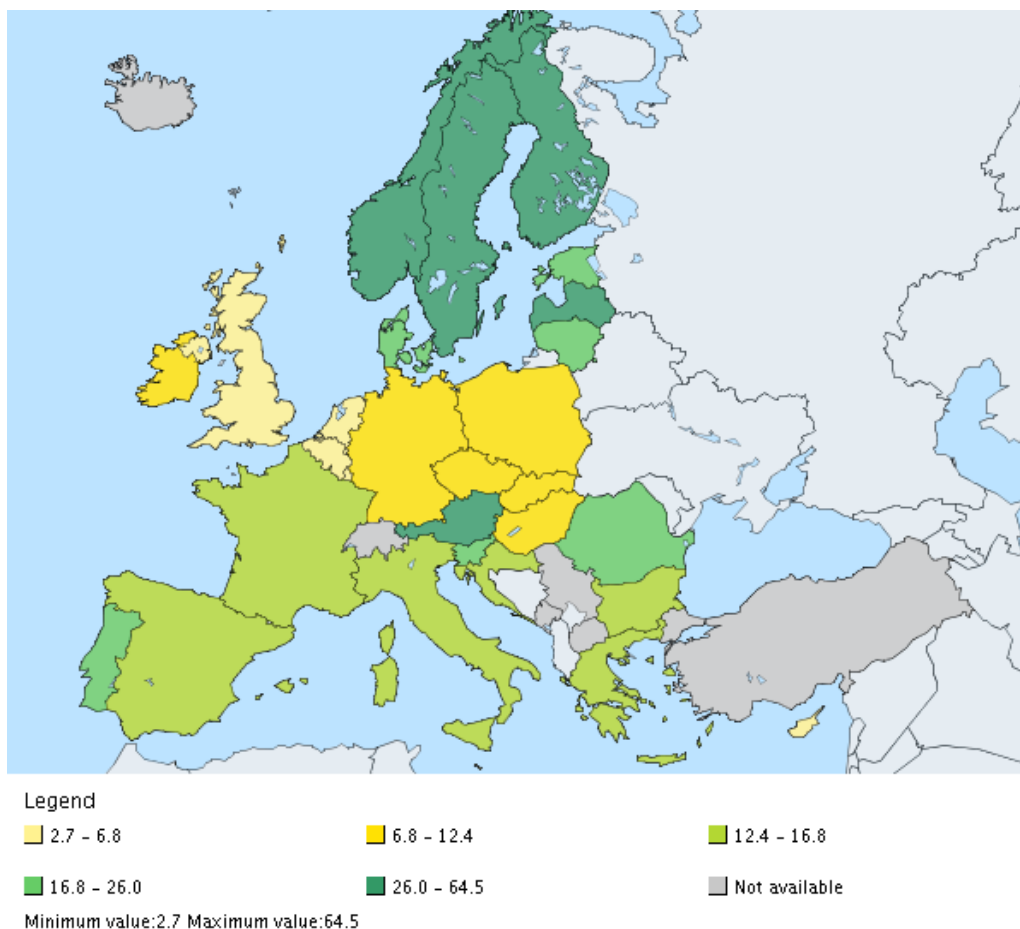 Legend
2.7 - 6.8 6.8 - 12.4 12.4 - 16.8
16.8 - 26.0 26.0 - 64.5 Not available
Minimum value:2.7 Maximum value:64.5